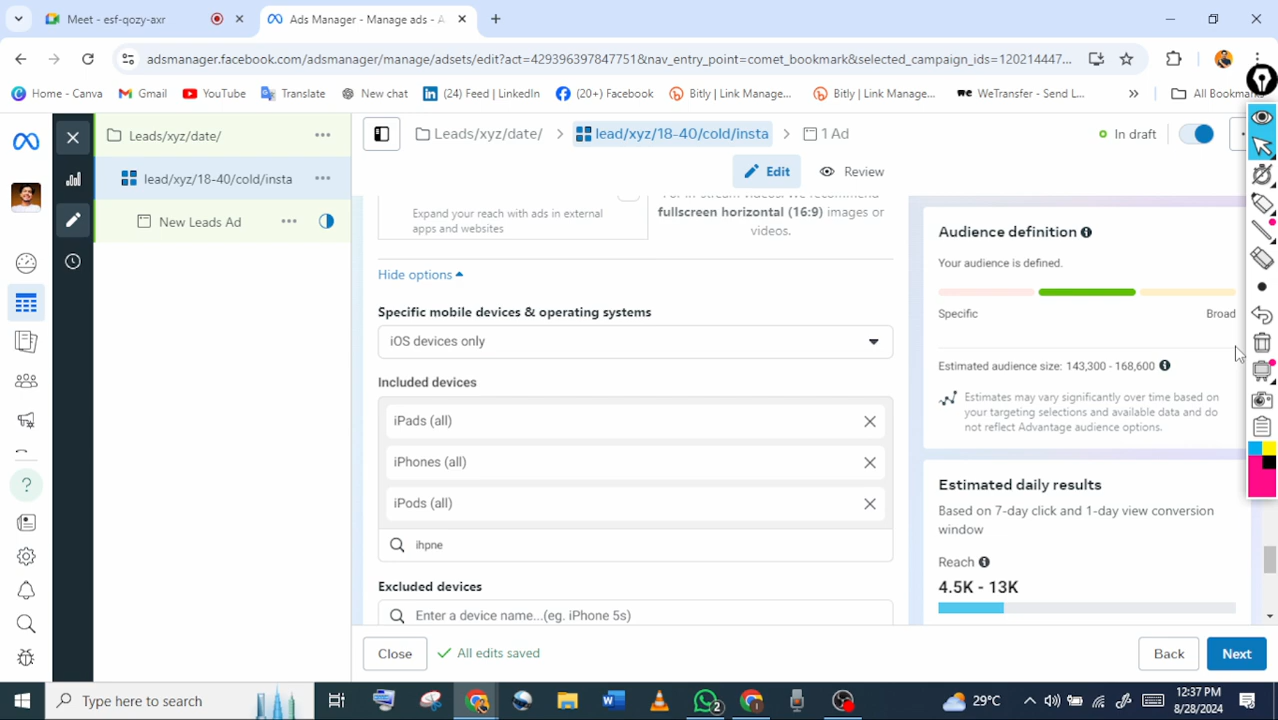 Meet - esf-qozy-axr
Ads Manager - Manage ads - A
adsmanager.facebook.com/adsmanager/manage/adsets/edit?act=429396397847751&nav_entry_point=comet_bookmark&selected_campaign_ids=120214447...
Home - Canva
Gmail
YouTube
Translate
New chat
(24) Feed | LinkedIn
(20+) Facebook
Bitly | Link Manage...
Bitly | Link Manage...
WeTransfer - Send L...
All Bookmarks
Leads/xyz/date/
lead/xyz/18-40/cold/insta
New Leads Ad
Leads/xyz/date/
lead/xyz/18-40/cold/insta
1 Ad
In draft
Edit
Review
Expand your reach with ads in external
apps and websites
For in-stream videos. We recommend
fullscreen horizontal (16:9) images or
videos.
Hide options
Specific mobile devices & operating systems
iOS devices only
Included devices
iPads (all)
iPhones (all)
iPods (all)
ihpne
Excluded devices
Enter a device name...(eg. iPhone 5s)
Audience definition
Your audience is defined.
Specific
Broad
Estimated audience size: 143,300 - 168,600
Estimates may vary significantly over time based on
your targeting selections and available data and do
not reflect Advantage audience options.
Estimated daily results
Based on 7-day click and 1-day view conversion
window
Reach
4.5K - 13K
Close
All edits saved
Back
Next
Type here to search
2
29°C
12:37 PM
8/28/2024